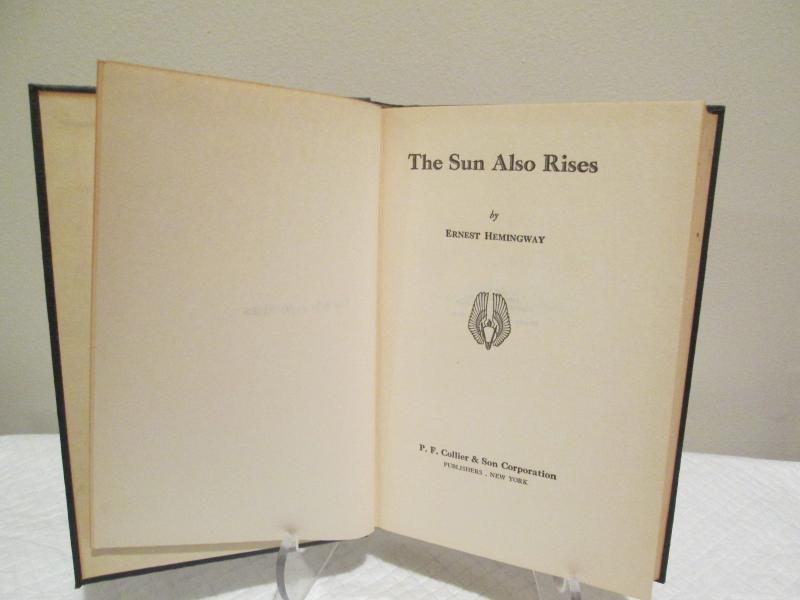 The Sun Also Rises
by
ERNEST HEMINGWAY
P. F. Collier & Son Corporation
PUBLISHERS . NEW YORK